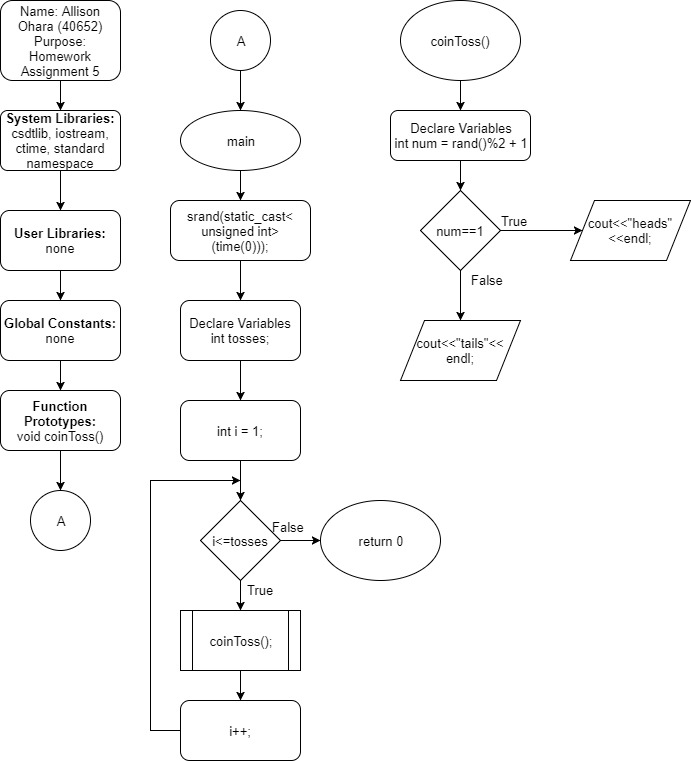 Name: Allison
Ohara (40652)
Purpose:
Homework
Assignment 5
System Libraries:
csdtlib, iostream,
ctime, standard
namespace
User Libraries:
none
Global Constants:
none
Function
Prototypes:
void coinToss()
A
A
main
srand(static_cast<
unsigned int>
(time(0)));
Declare Variables
int tosses;
int i = 1;
i<=tosses
False
return 0
True
coinToss();
i++;
coinToss()
Declare Variables
int num = rand()%2 + 1
num==1
True
cout<<"heads"
<<endl;
False
cout<<"tails"<<
endl;